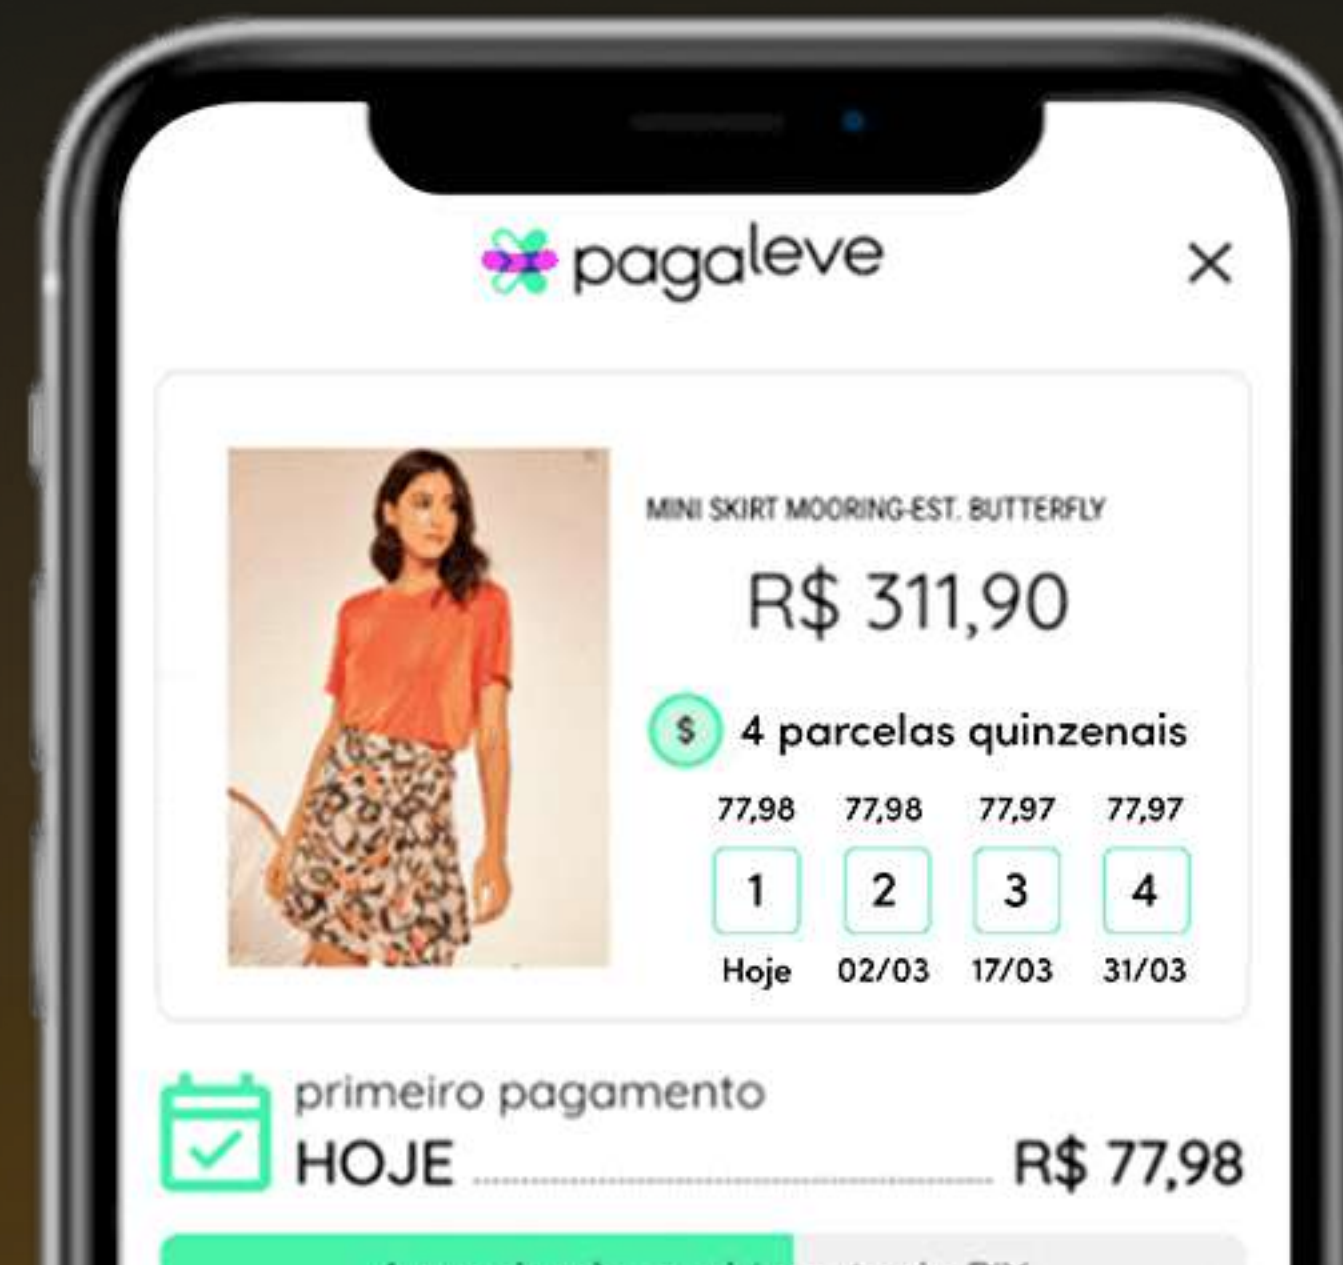 pagaleve
MINI SKIRT MOORING-EST. BUTTERFLY
R$ 311,90
$ 4 parcelas quinzenais
77,98 77,98 77,97 77,97
1 2 3 4
Hoje 02/03 17/03 31/03
primeiro pagamento
HOJE R$ 77,98